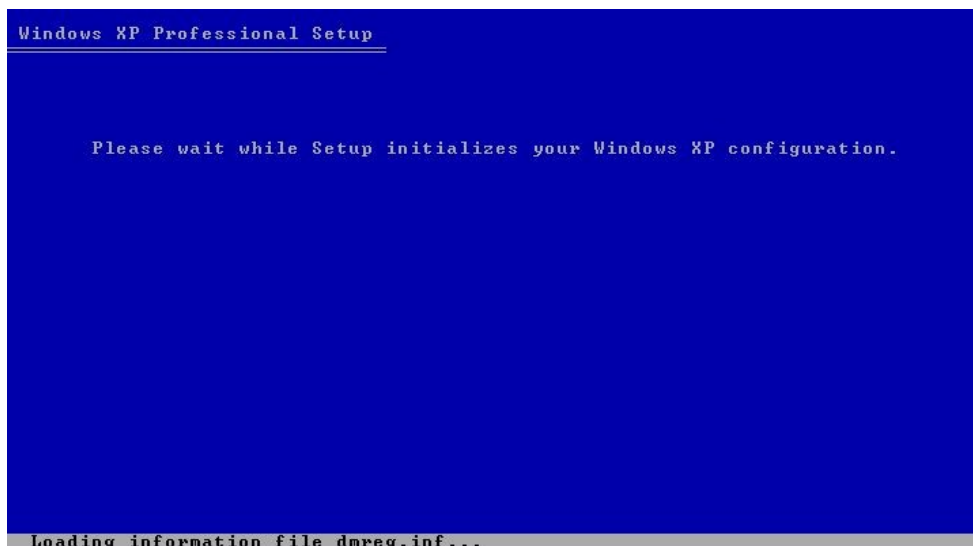 Windows XP Professional Setup
Please wait while Setup initializes your Windows XP configuration.
Loading information file dmreg.inf...